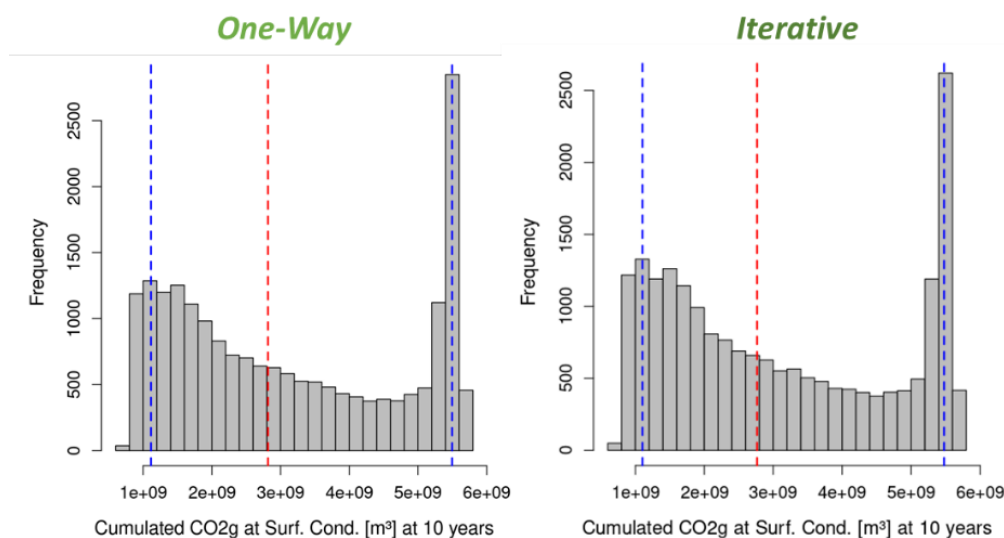 One-Way
Frequency
0
500
1000
1500
2000
2500
1e+09
2e+09
3e+09
4e+09
5e+09
6e+09
Cumulated CO2g at Surf. Cond. [m³] at 10 years
Iterative
Frequency
0
500
1000
1500
2000
2500
1e+09
2e+09
3e+09
4e+09
5e+09
6e+09
Cumulated CO2g at Surf. Cond. [m³] at 10 years